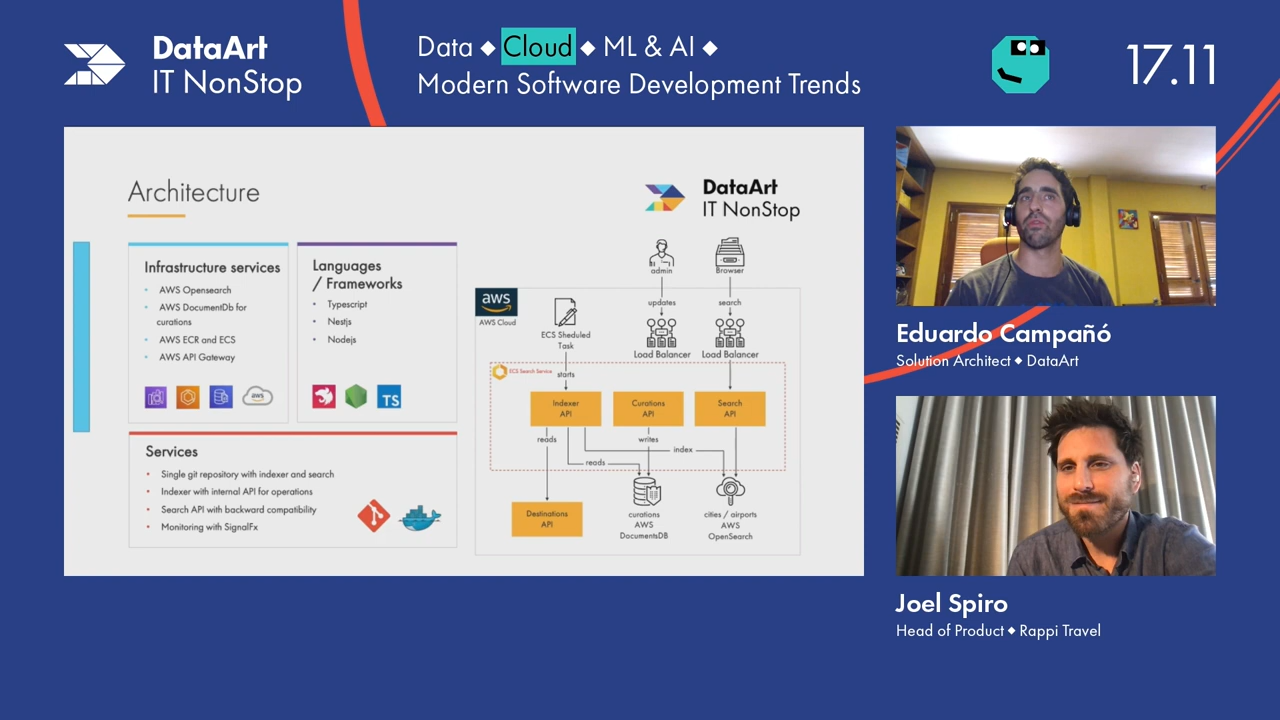 DataArt
IT NonStop
Data ◆ Cloud ◆ ML & AI ◆
Modern Software Development Trends
17.11
Architecture
DataArt
IT NonStop
Infrastructure services
• AWS Opensearch
• AWS DocumentDb for
curations
• AWS ECR and ECS
• AWS API Gateway
aws
Languages
/ Frameworks
• Typescript
• Nestjs
• Nodejs
TS
Services
• Single git repository with indexer and search
• Indexer with internal API for operations
• Search API with backward compatibility
• Monitoring with SignalFx
admin
Browser
updates
search
aws
AWS Cloud
ECS Sheduled
Task
Load Balancer
Load Balancer
ECS Search Service
starts
Indexer
API
Curations
API
Search
API
reads
writes
index
reads
Destinations
API
curations
AWS
DocumentsDB
cities / airports
AWS
OpenSearch
Eduardo Campañó
Solution Architect ◆ DataArt
Joel Spiro
Head of Product ◆ Rappi Travel